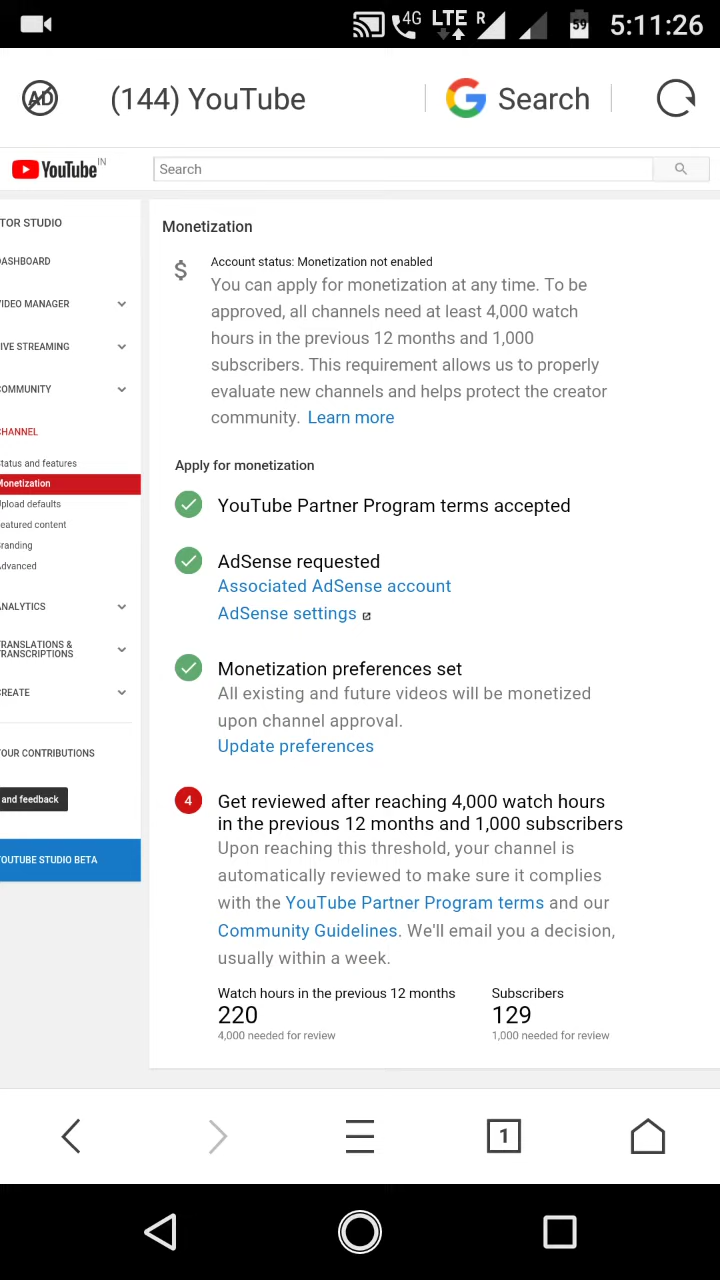 4G LTE R 59 5:11:26
AD (144) YouTube G Search
YouTube IN Search
TOR STUDIO
DASHBOARD
VIDEO MANAGER
IVE STREAMING
COMMUNITY
CHANNEL
tatus and features
Monetization
Upload defaults
eatured content
randing
Advanced
ANALYTICS
TRANSLATIONS &
TRANSCRIPTIONS
CREATE
OUR CONTRIBUTIONS
and feedback
OUTUBE STUDIO BETA
Monetization
$ Account status: Monetization not enabled
You can apply for monetization at any time. To be
approved, all channels need at least 4,000 watch
hours in the previous 12 months and 1,000
subscribers. This requirement allows us to properly
evaluate new channels and helps protect the creator
community. Learn more
Apply for monetization
YouTube Partner Program terms accepted
AdSense requested
Associated AdSense account
AdSense settings
Monetization preferences set
All existing and future videos will be monetized
upon channel approval.
Update preferences
4 Get reviewed after reaching 4,000 watch hours
in the previous 12 months and 1,000 subscribers
Upon reaching this threshold, your channel is
automatically reviewed to make sure it complies
with the YouTube Partner Program terms and our
Community Guidelines. We'll email you a decision,
usually within a week.
Watch hours in the previous 12 months Subscribers
220 129
4,000 needed for review 1,000 needed for review
1